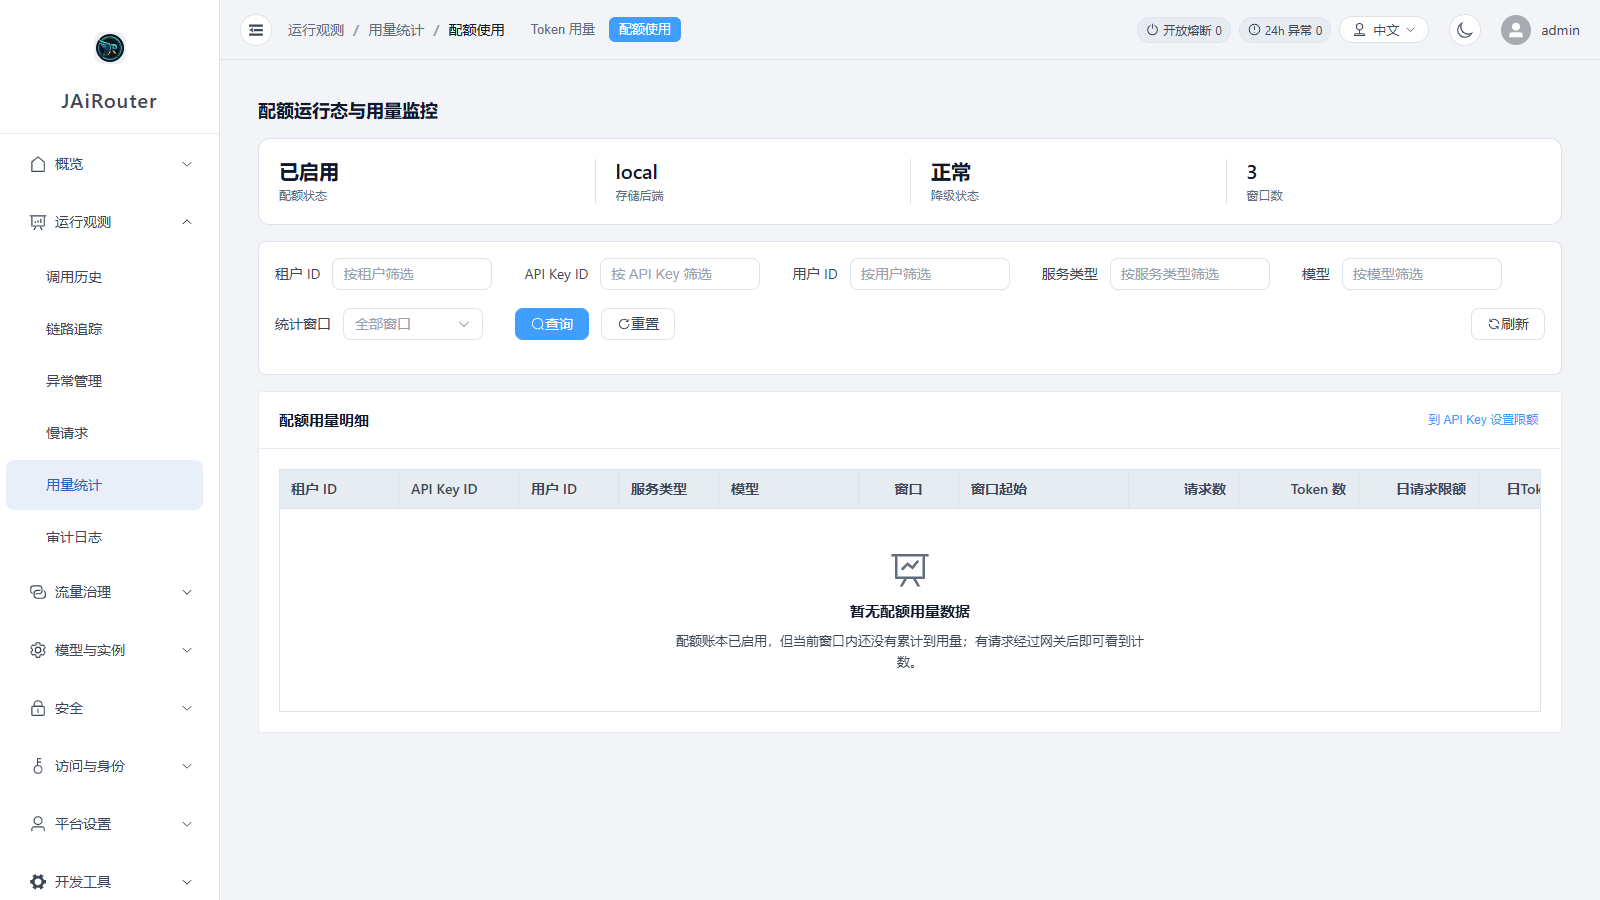 JAiRouter
概览
运行观测
调用历史
链路追踪
异常管理
慢请求
用量统计
审计日志
流量治理
模型与实例
安全
访问与身份
平台设置
开发工具
运行观测 / 用量统计 / 配额使用 Token 用量 配额使用
开放熔断 0 24h 异常 0 中文 admin
配额运行态与用量监控
已启用 local 正常 3
配额状态 存储后端 降级状态 窗口数
租户 ID 按租户筛选 API Key ID 按 API Key 筛选 用户 ID 按用户筛选 服务类型 按服务类型筛选 模型 按模型筛选
统计窗口 全部窗口 查询 重置 刷新
配额用量明细 到 API Key 设置限额
租户 ID API Key ID 用户 ID 服务类型 模型 窗口 窗口起始 请求数 Token 数 日请求限额 日Tok
暂无配额用量数据
配额账本已启用，但当前窗口内还没有累计到用量；有请求经过网关后即可看到计
数。